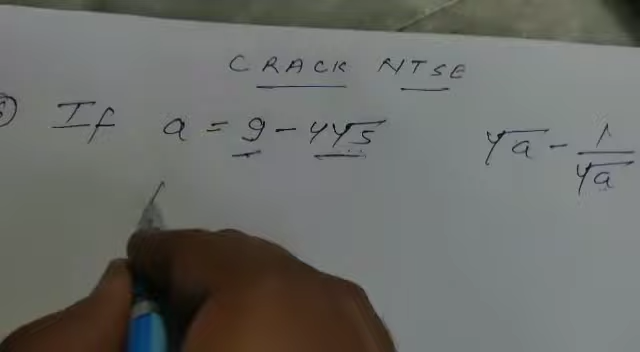 CRACK NTSE
If a = 9 - 4√5 √a - 1/√a